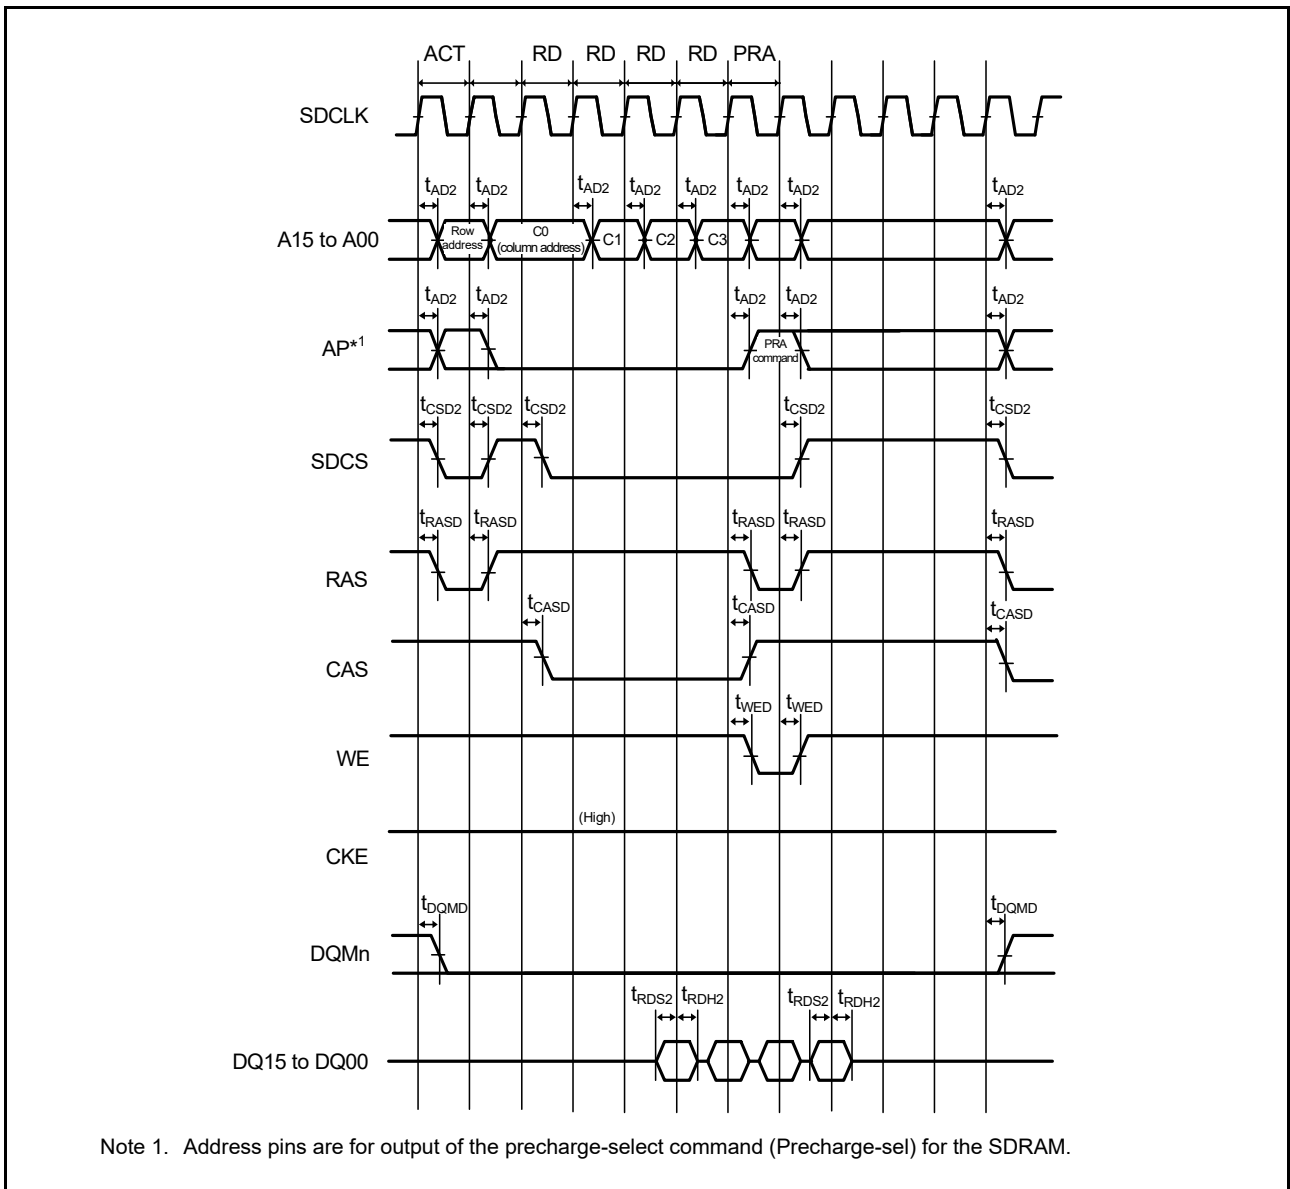 ACT RD RD RD RD PRA
SDCLK
tAD2 tAD2 tAD2 tAD2 tAD2 tAD2 tAD2 tAD2
A15 to A00
Row address
C0 (column address)
C1 C2 C3
tAD2 tAD2 tAD2 tAD2 tAD2
AP*1
PRA command
tCSD2 tCSD2 tCSD2 tCSD2 tCSD2
SDCS
tRASD tRASD tRASD tRASD tRASD
RAS
tCASD tCASD tCASD
CAS
tWED tWED
WE
(High)
CKE
tDQMD tDQMD
DQMn
tRDS2 tRDH2 tRDS2 tRDH2
DQ15 to DQ00
Note 1. Address pins are for output of the precharge-select command (Precharge-sel) for the SDRAM.